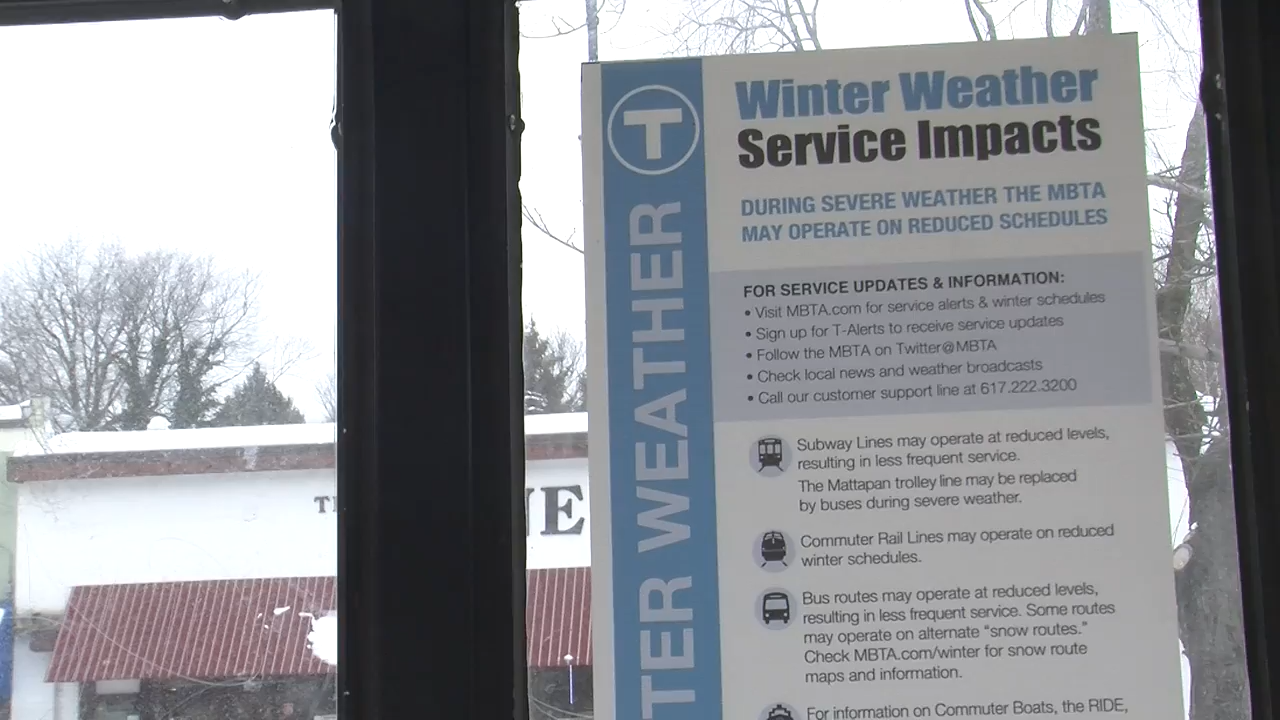 T
Winter Weather
Service Impacts
DURING SEVERE WEATHER THE MBTA
MAY OPERATE ON REDUCED SCHEDULES
FOR SERVICE UPDATES & INFORMATION:
• Visit MBTA.com for service alerts & winter schedules
• Sign up for T-Alerts to receive service updates
• Follow the MBTA on Twitter@MBTA
• Check local news and weather broadcasts
• Call our customer support line at 617.222.3200
Subway Lines may operate at reduced levels,
resulting in less frequent service.
The Mattapan trolley line may be replaced
by buses during severe weather.
Commuter Rail Lines may operate on reduced
winter schedules.
Bus routes may operate at reduced levels,
resulting in less frequent service. Some routes
may operate on alternate “snow routes.”
Check MBTA.com/winter for snow route
maps and information.
For information on Commuter Boats, the RIDE,
TER WEATHER